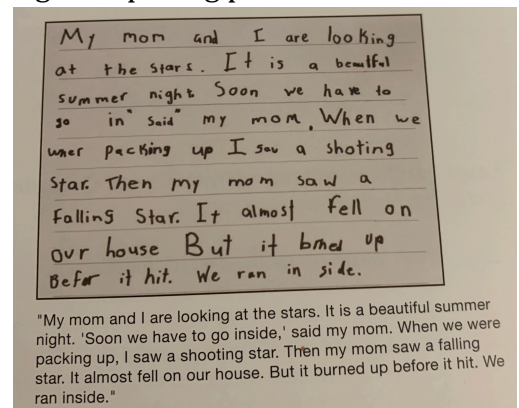 My mom and I are looking
at the stars. It is a beautful
summer night Soon we have to
go in" said" my mom. When we
wher packing up I saw a shoting
Star. Then my mom saw a
falling Star. It almost fell on
our house But it brned up
Befor it hit. We ran in side.
"My mom and I are looking at the stars. It is a beautiful summer
night. 'Soon we have to go inside,' said my mom. When we were
packing up, I saw a shooting star. Then my mom saw a falling
star. It almost fell on our house. But it burned up before it hit. We
ran inside."